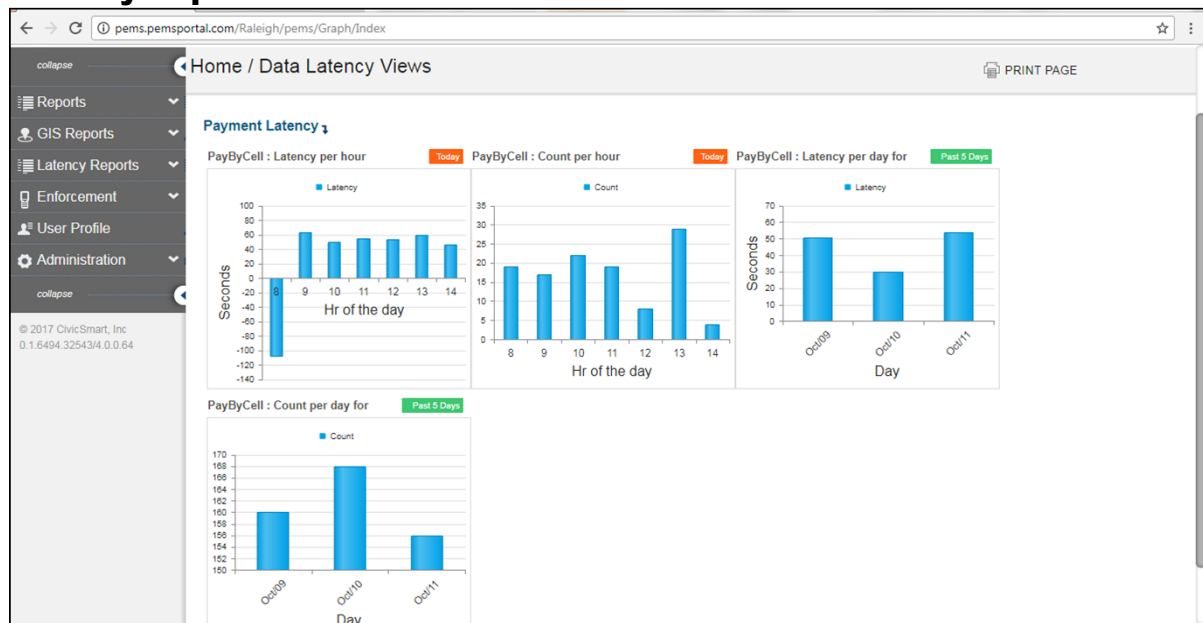 pems.pemsportal.com/Raleigh/pems/Graph/Index
collapse
Home / Data Latency Views
PRINT PAGE
Reports
GIS Reports
Latency Reports
Enforcement
User Profile
Administration
collapse
© 2017 CivicSmart, Inc
0.1.6494.32543/4.0.0.64
Payment Latency
PayByCell : Latency per hour
Today
Latency
100
80
60
40
20
0
-20
-40
-60
-80
-100
-120
-140
Seconds
8 9 10 11 12 13 14
Hr of the day
PayByCell : Count per hour
Today
Count
35
30
25
20
15
10
5
0
8 9 10 11 12 13 14
Hr of the day
PayByCell : Latency per day for
Past 5 Days
Latency
70
60
50
40
30
20
10
0
Seconds
Oct/09 Oct/10 Oct/11
Day
PayByCell : Count per day for
Past 5 Days
Count
170
168
166
164
162
160
158
156
154
152
150
Oct/09 Oct/10 Oct/11
Day